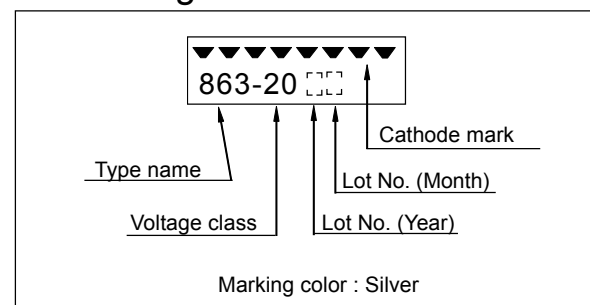 863-20
Cathode mark
Type name
Lot No. (Month)
Voltage class
Lot No. (Year)
Marking color : Silver